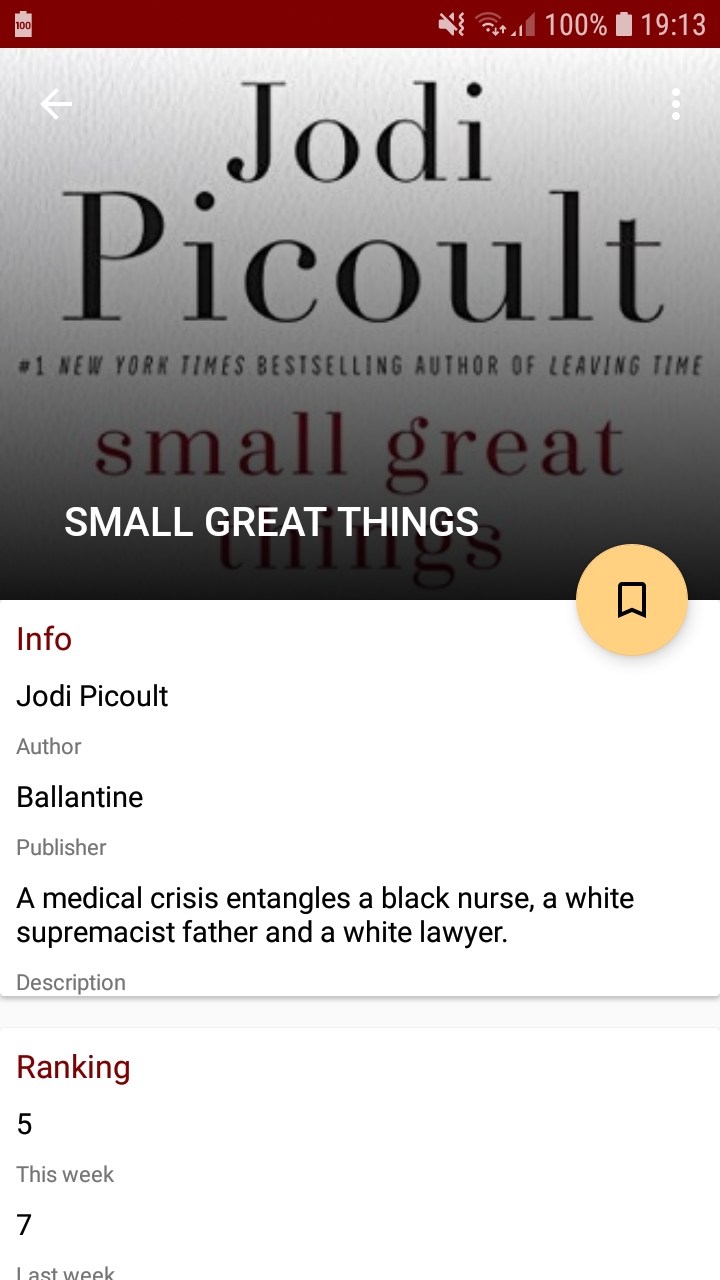 100
100%
19:13
Jodi
Picoult
#1 NEW YORK TIMES BESTSELLING AUTHOR OF LEAVING TIME
small great
things
SMALL GREAT THINGS
Info
Jodi Picoult
Author
Ballantine
Publisher
A medical crisis entangles a black nurse, a white
supremacist father and a white lawyer.
Description
Ranking
5
This week
7
Last week